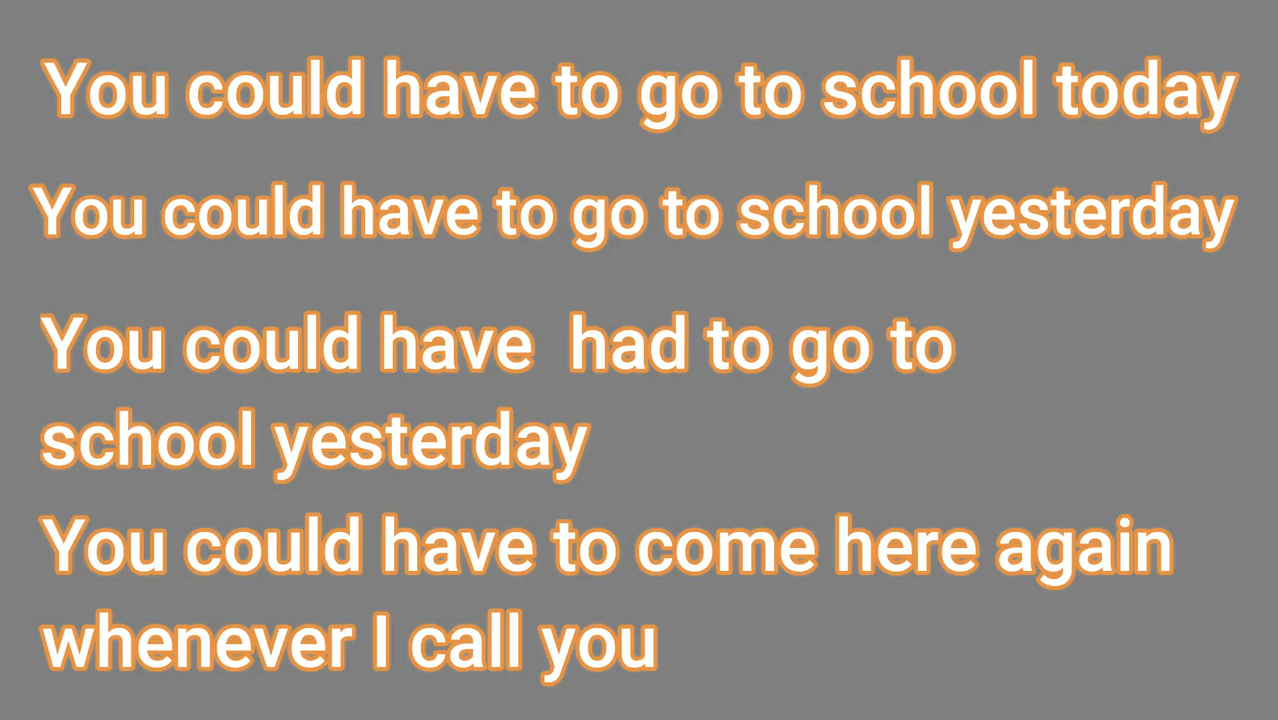 You could have to go to school today
You could have to go to school yesterday
You could have  had to go to
school yesterday
You could have to come here again
whenever I call you